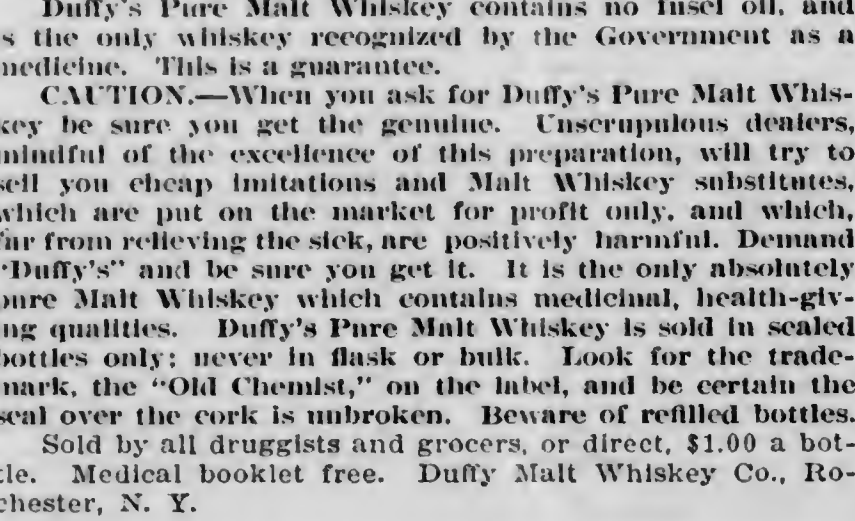 Duffy's Pure Malt Whiskey contains no fusel oil, and
s the only whiskey recognized by the Government as a
medicine. This is a guarantee.
CAUTION.—When you ask for Duffy's Pure Malt Whis-
key be sure you get the genuine. Unscrupulous dealers,
mindful of the excellence of this preparation, will try to
sell you cheap imitations and Malt Whiskey substitutes,
which are put on the market for profit only, and which,
far from relieving the sick, are positively harmful. Demand
"Duffy's" and be sure you get it. It is the only absolutely
pure Malt Whiskey which contains medicinal, health-giv-
ng qualities. Duffy's Pure Malt Whiskey is sold in sealed
bottles only; never in flask or bulk. Look for the trade-
mark, the "Old Chemist," on the label, and be certain the
seal over the cork is unbroken. Beware of refilled bottles.
Sold by all druggists and grocers, or direct, $1.00 a bot-
tle. Medical booklet free. Duffy Malt Whiskey Co., Ro-
chester, N. Y.